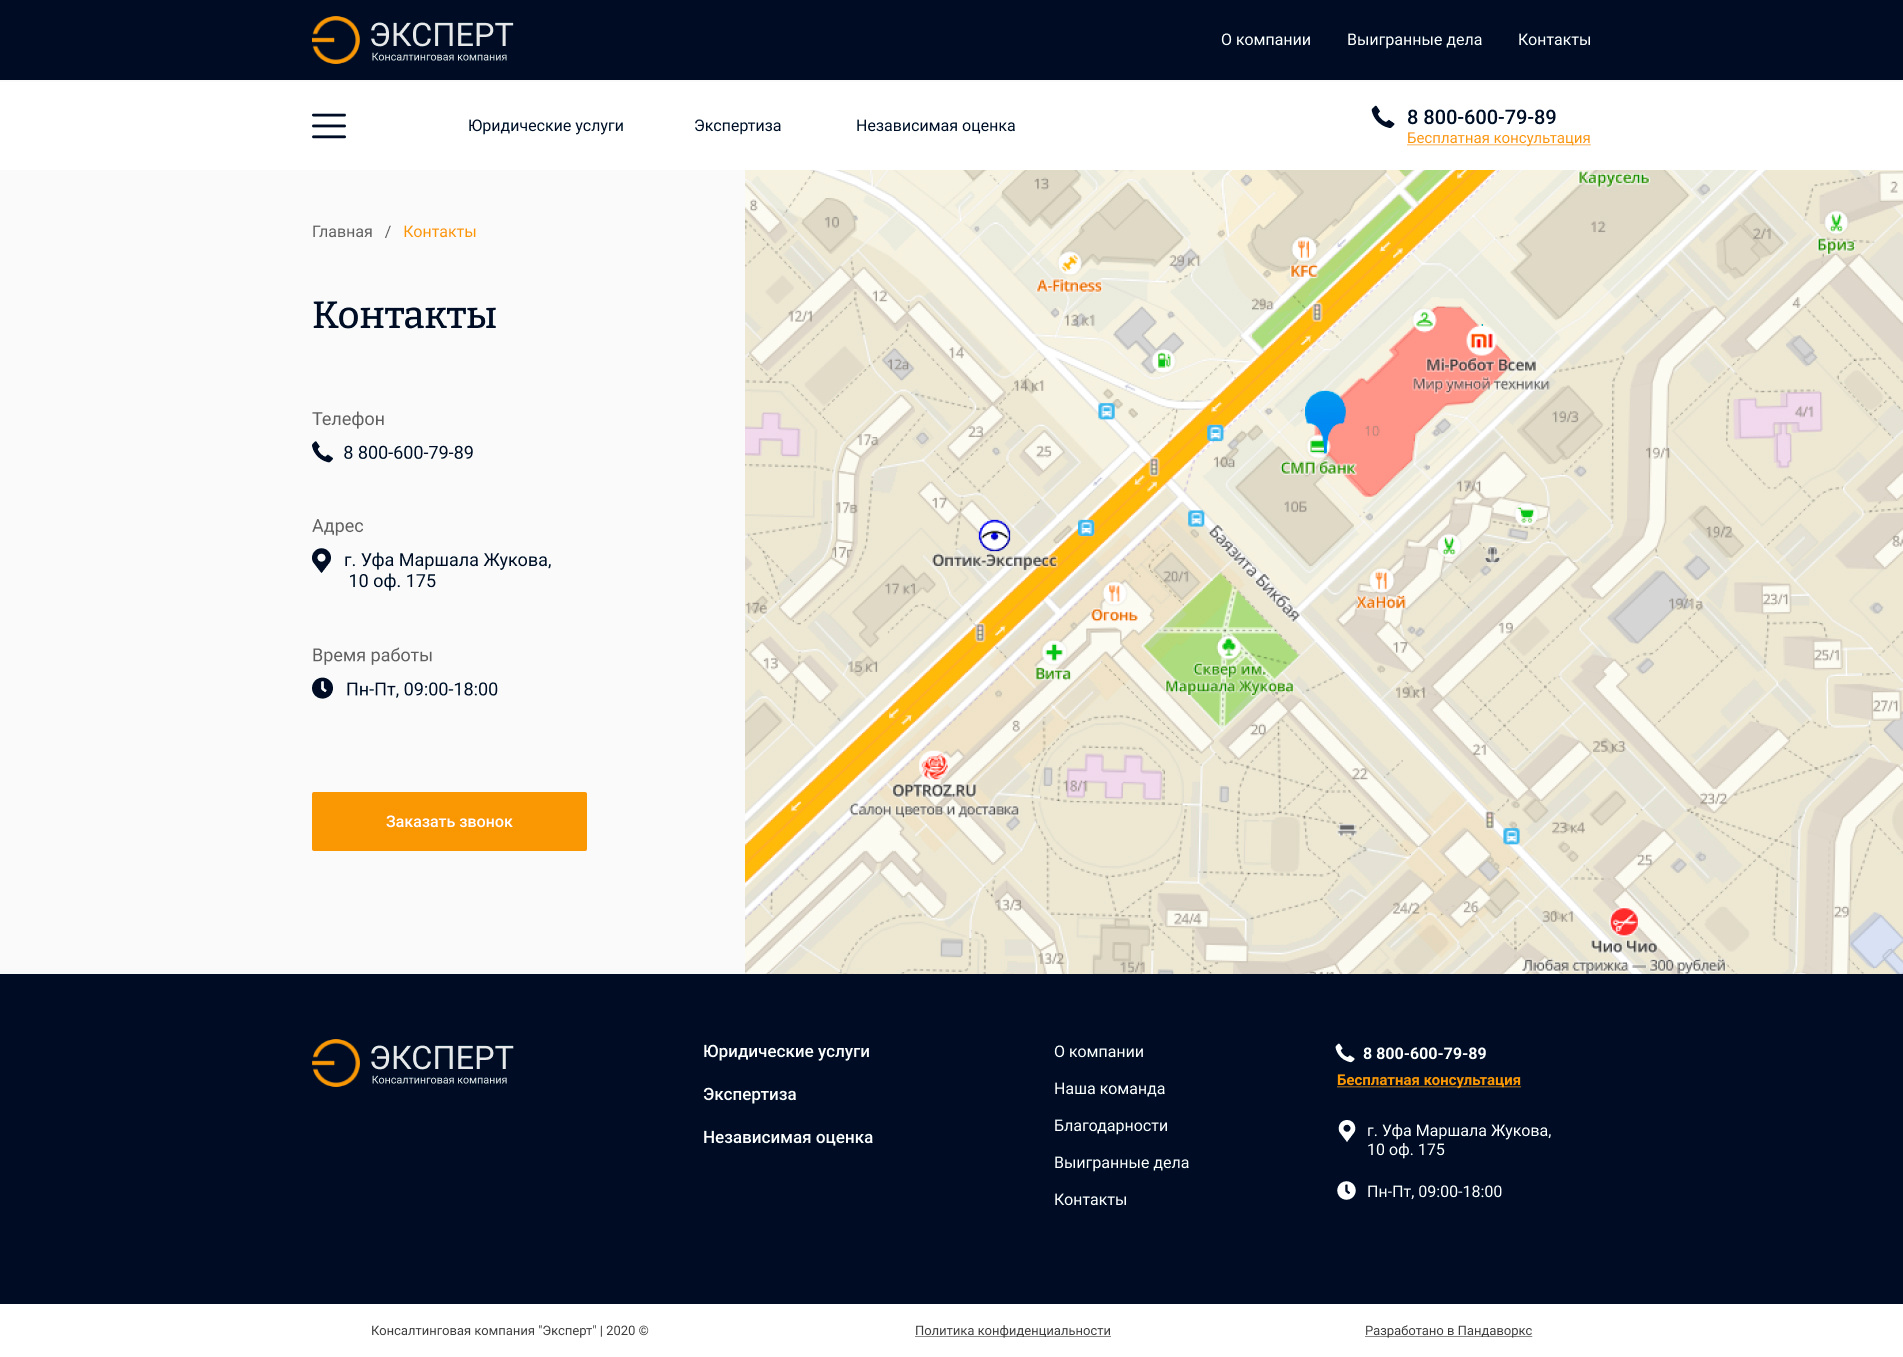 ЭКСПЕРТ
Консалтинговая компания
О компании
Выигранные дела
Контакты
Юридические услуги
Экспертиза
Независимая оценка
8 800-600-79-89
Бесплатная консультация
Главная / Контакты
Контакты
Телефон
8 800-600-79-89
Адрес
г. Уфа Маршала Жукова,
10 оф. 175
Время работы
Пн-Пт, 09:00-18:00
Заказать звонок
Карусель
13
2
8
10
12
2/1
Бриз
29 к1
KFC
A-Fitness
12
29а
4
12/1
13 к1
14
12а
Mi-Робот Всем
Мир умной техники
14 к1
19/3
4/1
10
23
17а
25
10а
СМП банк
19/1
17/1
17
17в
10Б
19/2
Баязита Бикбая
8/
17г
Оптик-Экспресс
20/1
17 к1
ХаНой
19/1а
23/1
17е
Огонь
19
17
25/1
13
15 к1
Вита
Сквер им.
Маршала Жукова
19 к1
27/1
8
20
21
25 к3
22
18/1
OPTROZ.RU
Салон цветов и доставка
23/2
23 к4
25
13/3
24/4
24/2
26
30 к1
29
Чио Чио
13/2
15/1
Любая стрижка — 300 рублей
ЭКСПЕРТ
Консалтинговая компания
Юридические услуги
Экспертиза
Независимая оценка
О компании
Наша команда
Благодарности
Выигранные дела
Контакты
8 800-600-79-89
Бесплатная консультация
г. Уфа Маршала Жукова,
10 оф. 175
Пн-Пт, 09:00-18:00
Консалтинговая компания "Эксперт" | 2020 ©
Политика конфиденциальности
Разработано в Пандаворкс